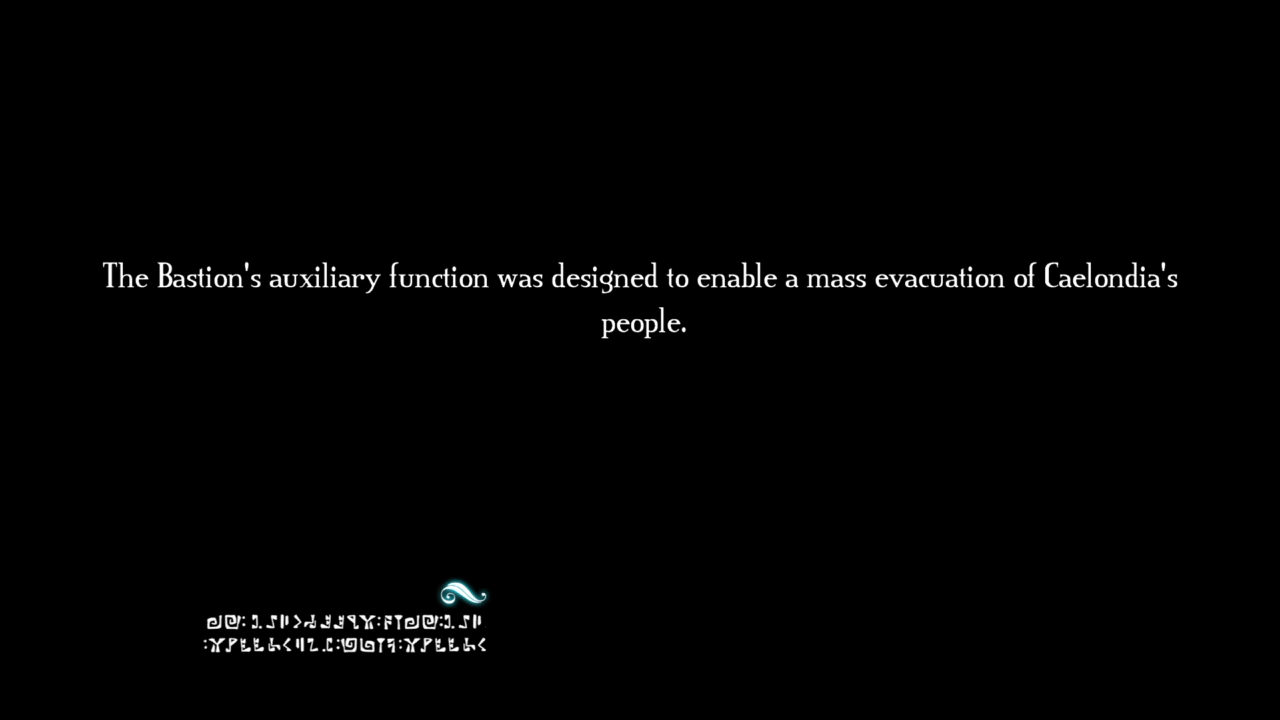 The Bastion's auxiliary function was designed to enable a mass evacuation of Caelondia's
people.